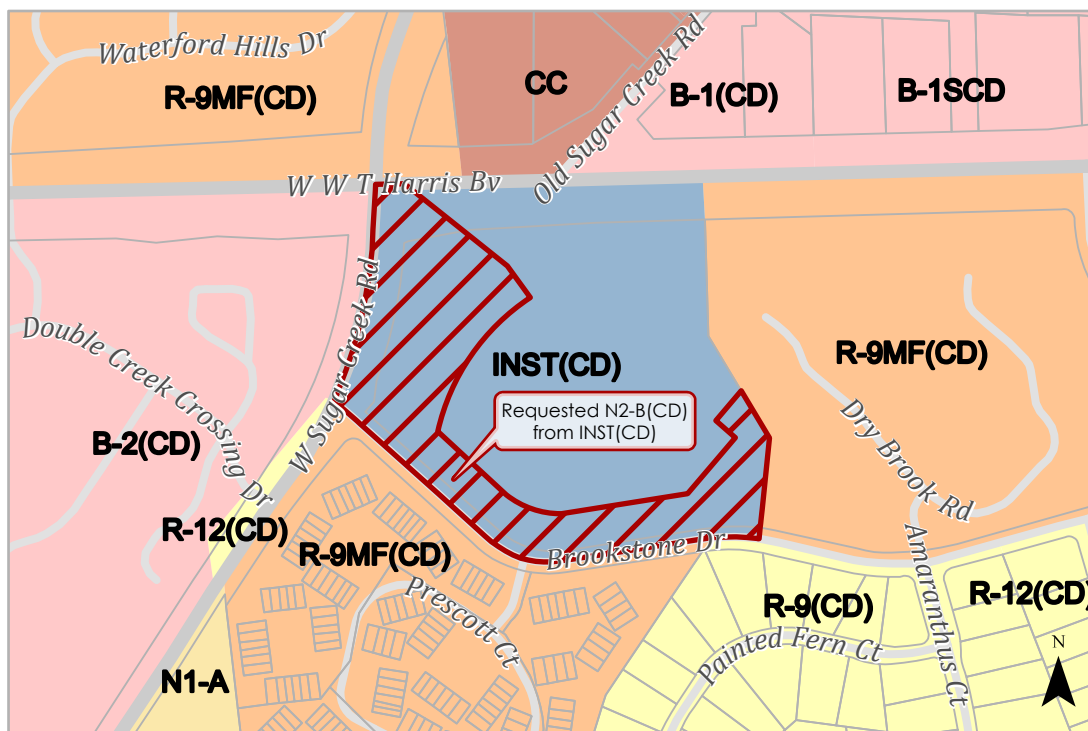 Waterford Hills Dr
R-9MF(CD)
CC
Old Sugar Creek Rd
B-1(CD)
B-1SCD
W W T Harris Bv
W Sugar Creek Rd
Double Creek Crossing Dr
INST(CD)
R-9MF(CD)
Requested N2-B(CD)
from INST(CD)
Dry Brook Rd
B-2(CD)
R-12(CD)
R-9MF(CD)
Brookstone Dr
Prescott Ct
Amaranthus Ct
R-9(CD)
R-12(CD)
Painted Fern Ct
N1-A
N